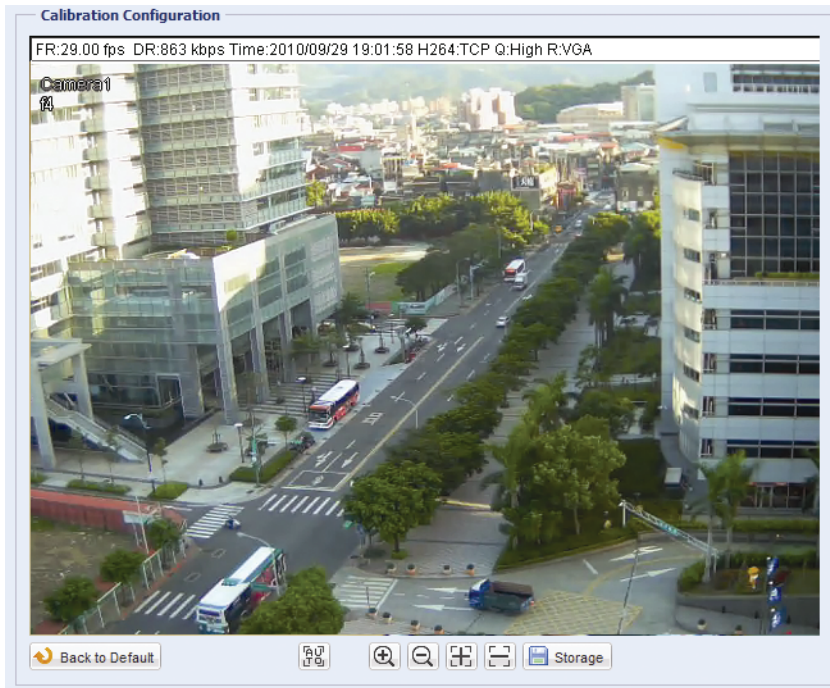 Calibration Configuration
FR:29.00 fps DR:863 kbps Time:2010/09/29 19:01:58 H264:TCP Q:High R:VGA
Camera1
f4
Back to Default
AUTO
Storage